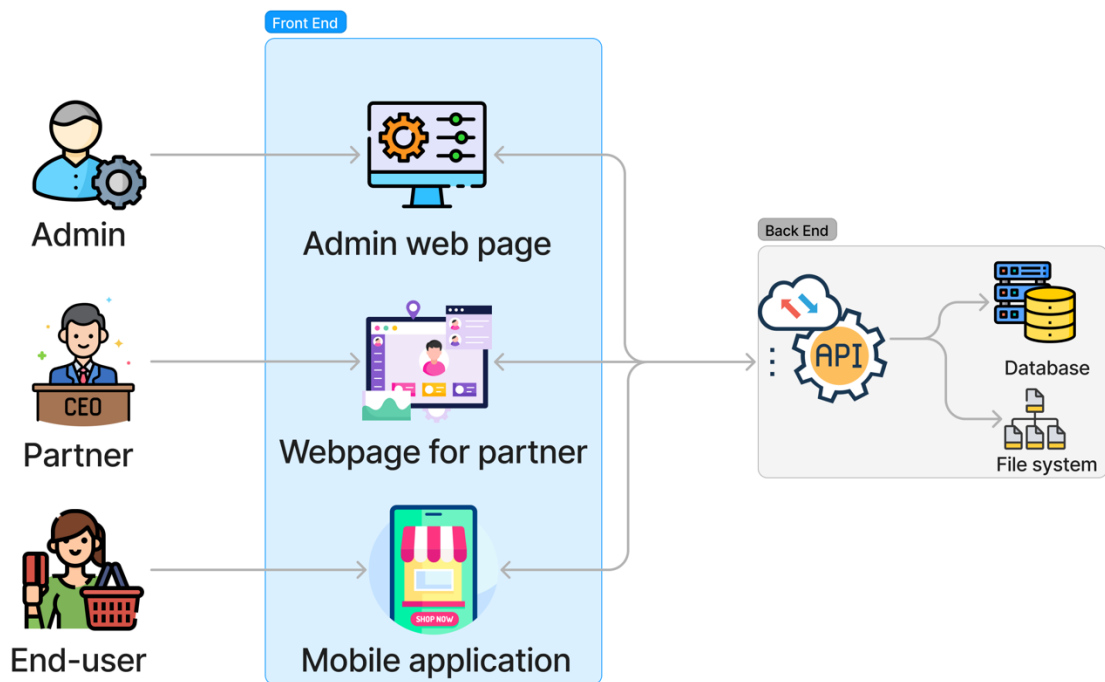 Front End
Admin
Admin web page
Back End
API
Database
CEO
Partner
Webpage for partner
File system
SHOP NOW
End-user
Mobile application